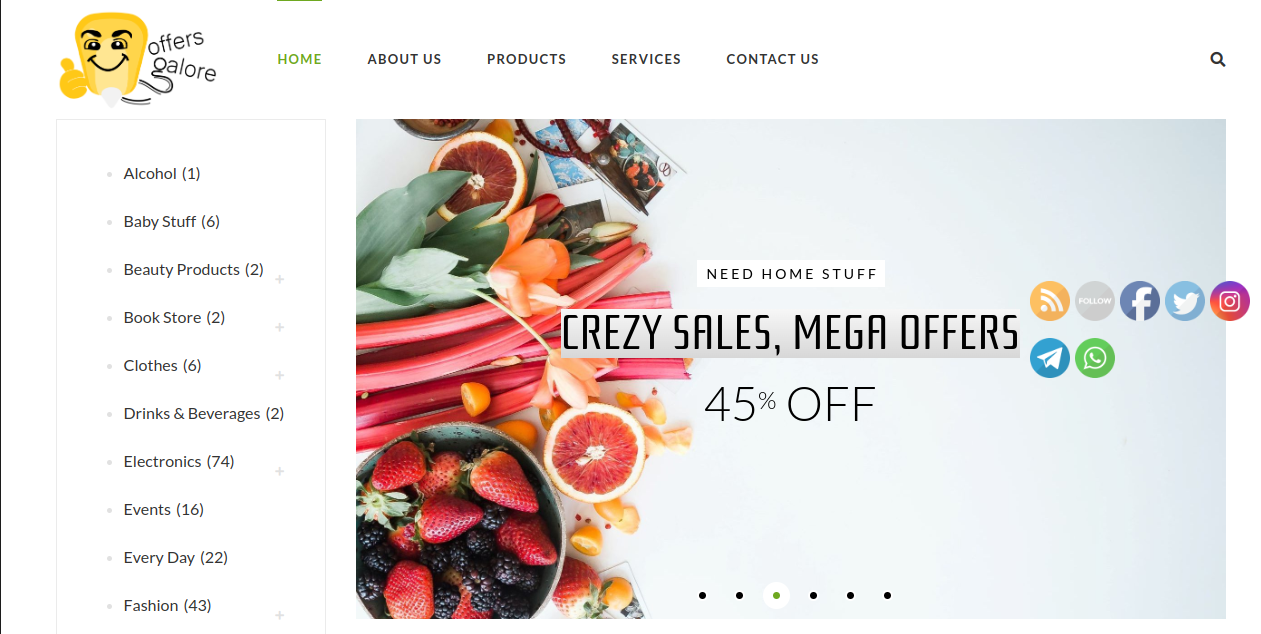 offers
galore
HOME ABOUT US PRODUCTS SERVICES CONTACT US
Alcohol (1)
Baby Stuff (6)
Beauty Products (2) +
Book Store (2) +
Clothes (6) +
Drinks & Beverages (2)
Electronics (74) +
Events (16)
Every Day (22)
Fashion (43) +
NEED HOME STUFF
CREZY SALES, MEGA OFFERS
45% OFF
FOLLOW